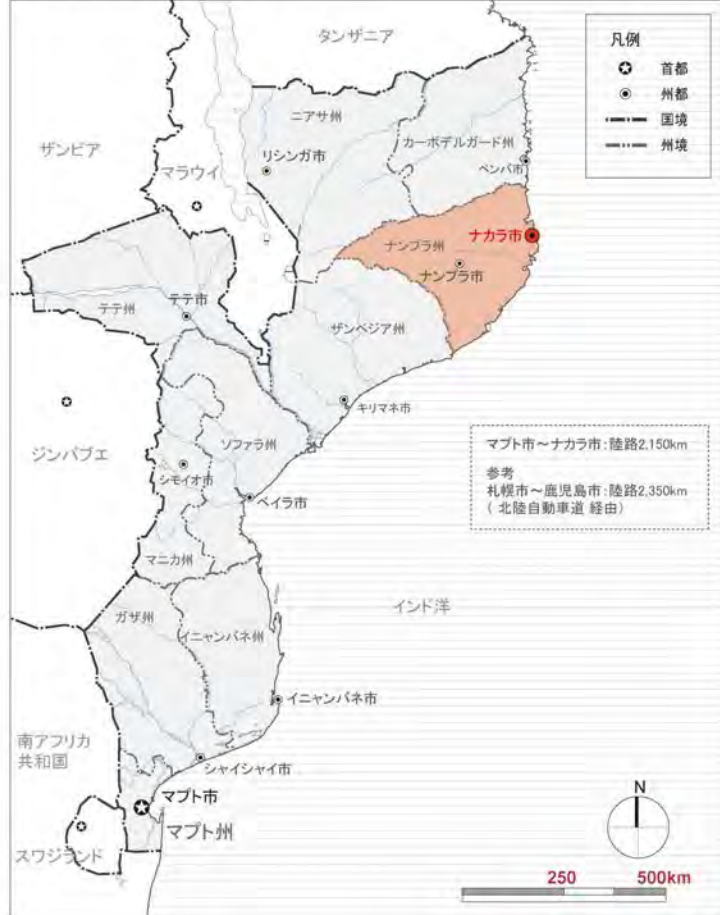 タンザニア
凡例
首都
州都
国境
州境
ニアサ州
カーボデルガード州
ザンビア
リシンガ市
ペンバ市
マラウイ
ナカラ市
ナンプラ州
ナンプラ市
テテ市
テテ州
ザンベジア州
キリマネ市
ソファラ州
ジンバブエ
シモイオ市
ベイラ市
マプト市～ナカラ市:陸路2,150km
参考
札幌市～鹿児島市:陸路2,350km
( 北陸自動車道 経由)
マニカ州
インド洋
ガザ州
イニャンバネ州
イニャンバネ市
南アフリカ
共和国
シャイシャイ市
マプト市
マプト州
スワジランド
N
250
500km